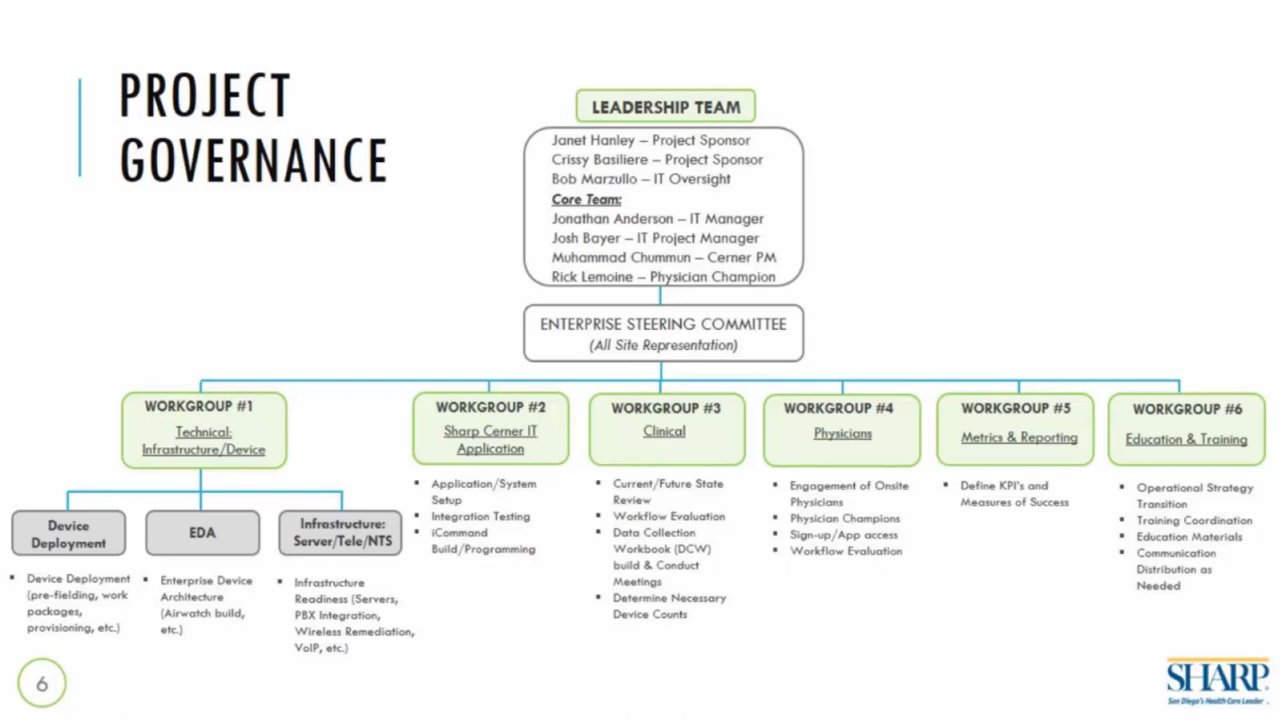 PROJECT
GOVERNANCE
LEADERSHIP TEAM
Janet Hanley – Project Sponsor
Crissy Basiliere – Project Sponsor
Bob Marzullo – IT Oversight
Core Team:
Jonathan Anderson – IT Manager
Josh Bayer – IT Project Manager
Muhammad Chummun – Cerner PM
Rick Lemoine – Physician Champion
ENTERPRISE STEERING COMMITTEE
(All Site Representation)
WORKGROUP #1
Technical:
Infrastructure/Device
Device
Deployment
▪ Device Deployment
(pre-fielding, work
packages,
provisioning, etc.)
EDA
▪ Enterprise Device
Architecture
(Airwatch build,
etc.)
Infrastructure:
Server/Tele/NTS
▪ Infrastructure
Readiness (Servers,
PBX Integration,
Wireless Remediation,
VoIP, etc.)
WORKGROUP #2
Sharp Cerner IT
Application
▪ Application/System
Setup
▪ Integration Testing
▪ iCommand
Build/Programming
WORKGROUP #3
Clinical
▪ Current/Future State
Review
▪ Workflow Evaluation
▪ Data Collection
Workbook (DCW)
build & Conduct
Meetings
▪ Determine Necessary
Device Counts
WORKGROUP #4
Physicians
▪ Engagement of Onsite
Physicians
▪ Physician Champions
▪ Sign-up/App access
▪ Workflow Evaluation
WORKGROUP #5
Metrics & Reporting
▪ Define KPI's and
Measures of Success
WORKGROUP #6
Education & Training
▪ Operational Strategy
Transition
▪ Training Coordination
▪ Education Materials
▪ Communication
Distribution as
Needed
6
SHARP
San Diego's Health Care Leader